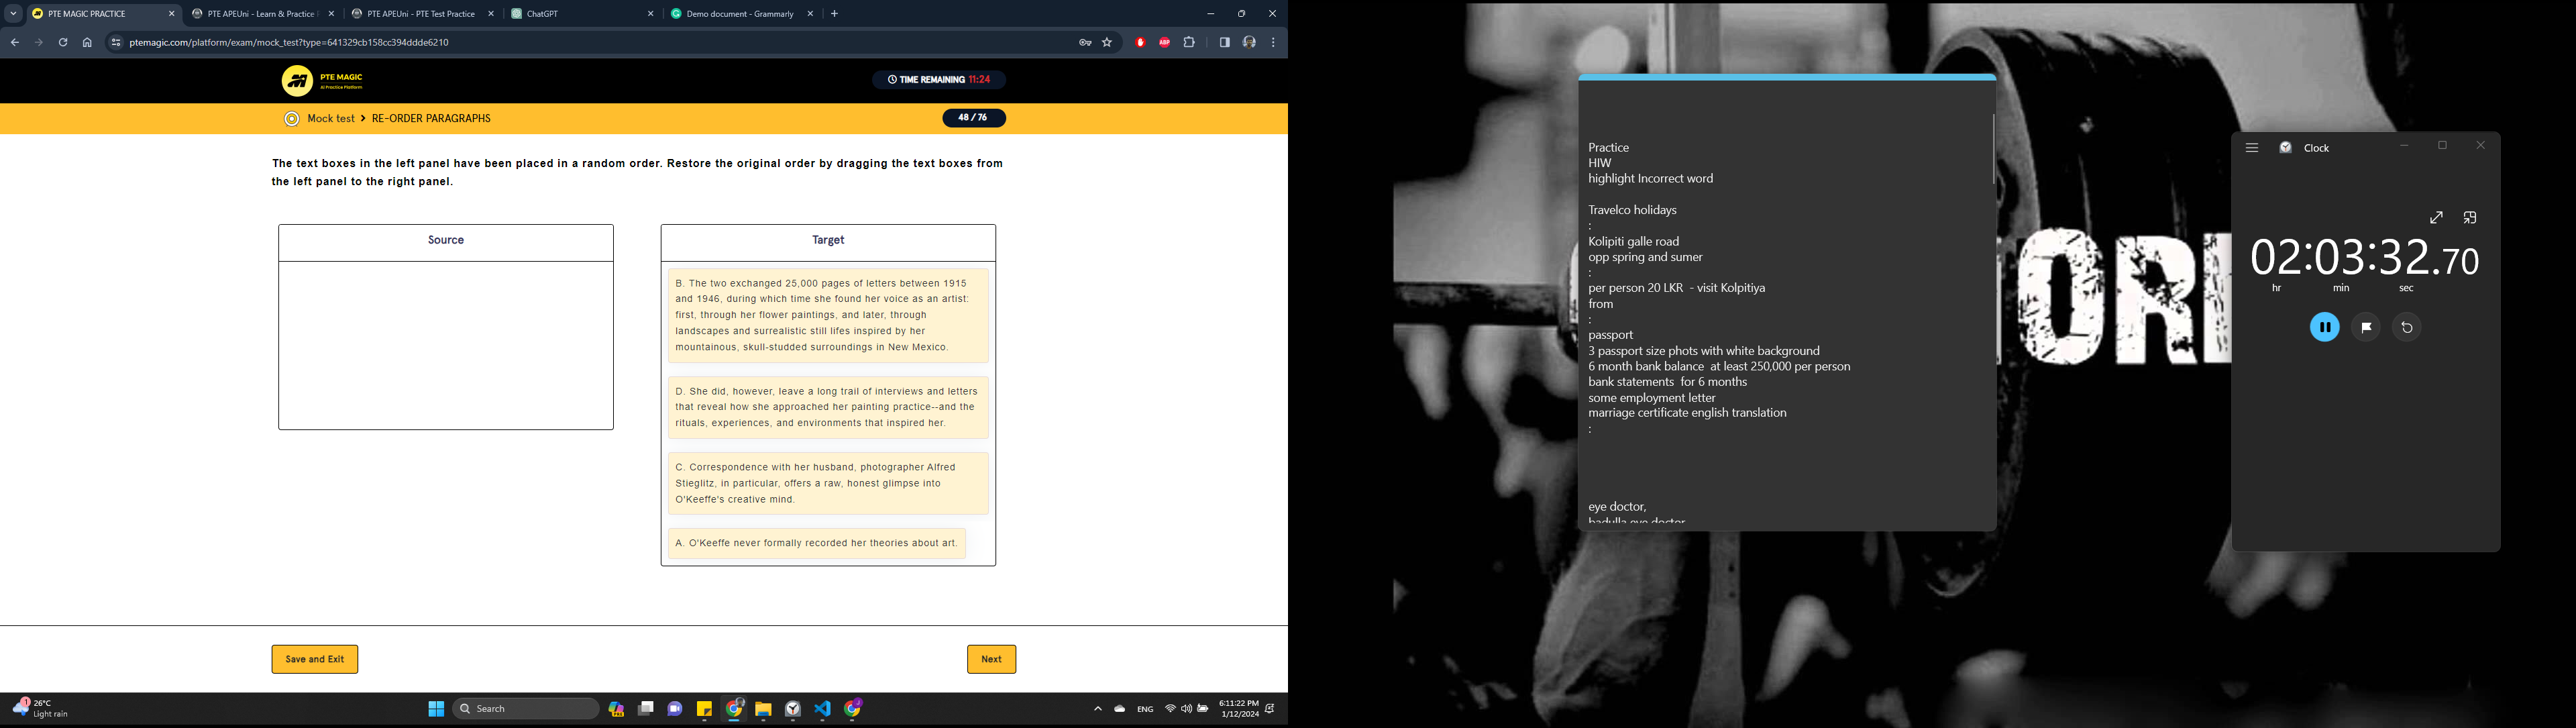 PTE MAGIC PRACTICE
PTE APEUni - Learn & Practice
PTE APEUni - PTE Test Practice
ChatGPT
Demo document - Grammarly
ptemagic.com/platform/exam/mock_test?type=641329cb158cc394ddde6210
PTE MAGIC
AI Practice Platform
TIME REMAINING 11:24
Mock test > RE-ORDER PARAGRAPHS
48 / 76
The text boxes in the left panel have been placed in a random order. Restore the original order by dragging the text boxes from
the left panel to the right panel.
Source
Target
B. The two exchanged 25,000 pages of letters between 1915
and 1946, during which time she found her voice as an artist:
first, through her flower paintings, and later, through
landscapes and surrealistic still lifes inspired by her
mountainous, skull-studded surroundings in New Mexico.
D. She did, however, leave a long trail of interviews and letters
that reveal how she approached her painting practice--and the
rituals, experiences, and environments that inspired her.
C. Correspondence with her husband, photographer Alfred
Stieglitz, in particular, offers a raw, honest glimpse into
O'Keeffe's creative mind.
A. O'Keeffe never formally recorded her theories about art.
Save and Exit
Next
26°C
Light rain
Search
ENG
6:11:22 PM
1/12/2024
Practice
HIW
highlight Incorrect word
Travelco holidays
:
Kolipiti galle road
opp spring and sumer
:
per person 20 LKR - visit Kolpitiya
from
:
passport
3 passport size phots with white background
6 month bank balance at least 250,000 per person
bank statements for 6 months
some employment letter
marriage certificate english translation
:
eye doctor,
badulla eye doctor
Clock
02:03:32.70
hr min sec